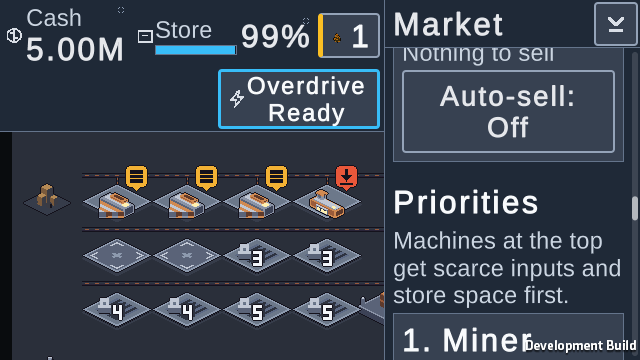 Cash
5.00M
Store
99%
1
Overdrive
Ready
3
3
4
4
5
5
Market
Nothing to sell
Auto-sell:
Off
Priorities
Machines at the top
get scarce inputs and
store space first.
1. Miner
Development Build